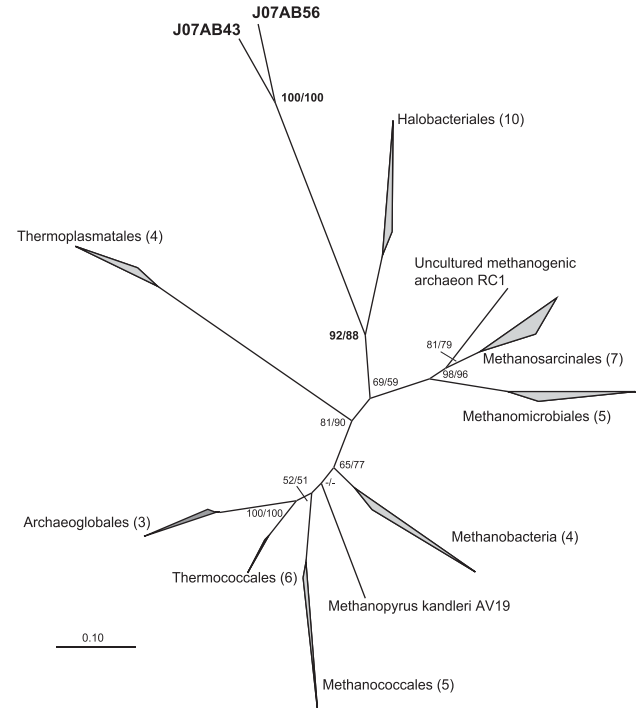 J07AB56
J07AB43
100/100
Halobacteriales (10)
Thermoplasmatales (4)
Uncultured methanogenic
archaeon RC1
92/88
81/79
Methanosarcinales (7)
98/96
69/59
Methanomicrobiales (5)
81/90
65/77
52/51
-/-
100/100
Archaeoglobales (3)
Methanobacteria (4)
Thermococcales (6)
Methanopyrus kandleri AV19
0.10
Methanococcales (5)